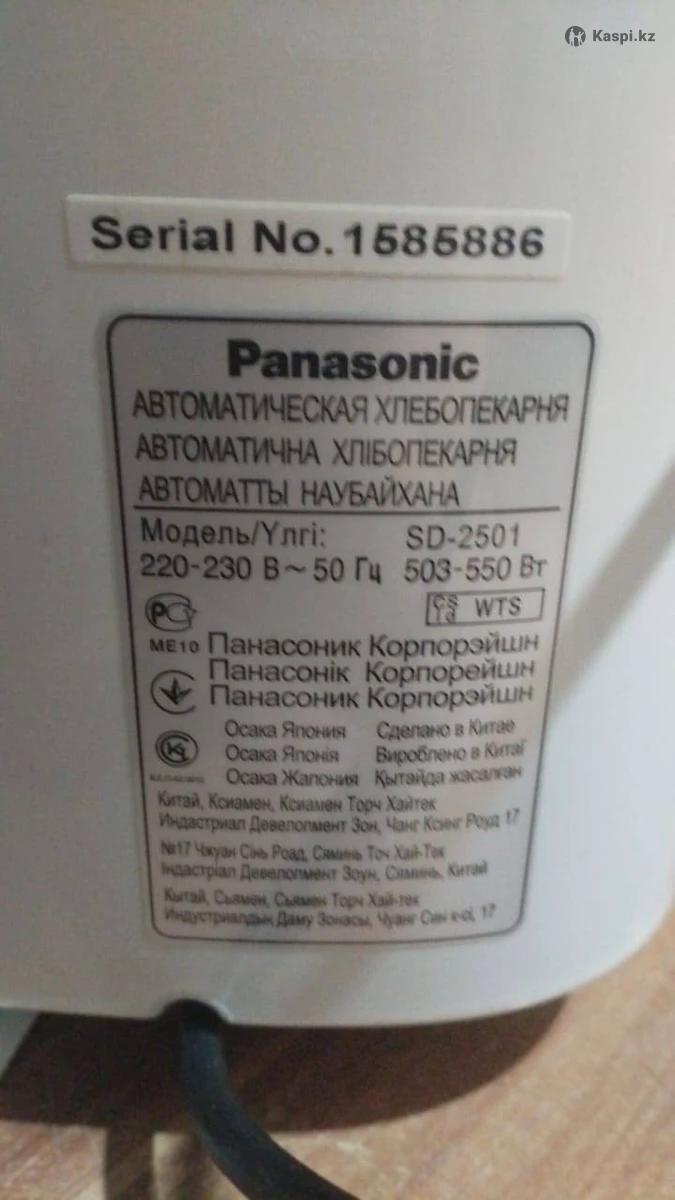 Kaspi.kz
Serial No. 1585886
Panasonic
АВТОМАТИЧЕСКАЯ ХЛЕБОПЕКАРНЯ
АВТОМАТИЧНА ХЛІБОПЕКАРНЯ
АВТОМАТТЫ НАУБАЙХАНА
Модель/Үлгі: SD-2501
220-230 В ~ 50 Гц 503-550 Вт
WTS
ME10 Панасоник Корпорэйшн
Панасонік Корпорейшн
Панасоник Корпорэйшн
Осака Япония Сделано в Китае
Осака Японія Вироблено в Китаї
Осака Жапония Қытайда жасалған
Китай, Ксиамен, Ксиамен Торч Хайтек
Индастриал Девелопмент Зон, Чанг Ксинг Роуд 17
№17 Чжуан Сінь Роад, Сяминь Точ Хай-Тек
Індастріал Девелопмент Зоун, Сяминь, Китай
Қытай, Сьямен, Сьямен Торч Хай-тек
Индустриалдық Даму Зонасы, Чуанг Син к-сі, 17